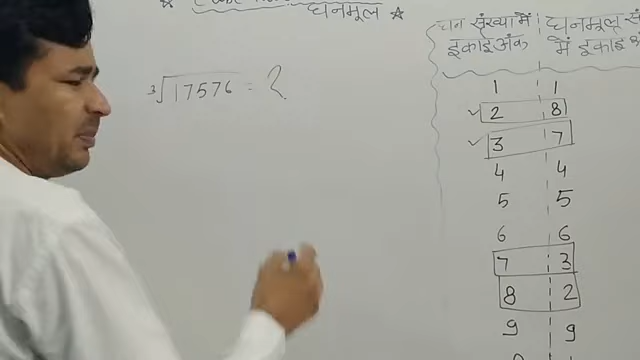 घनमूल ☆
∛17576 = ?
घन संख्या में इकाई अंक
घनमूल में इकाई
1 1
2 8
3 7
4 4
5 5
6 6
7 3
8 2
9 9